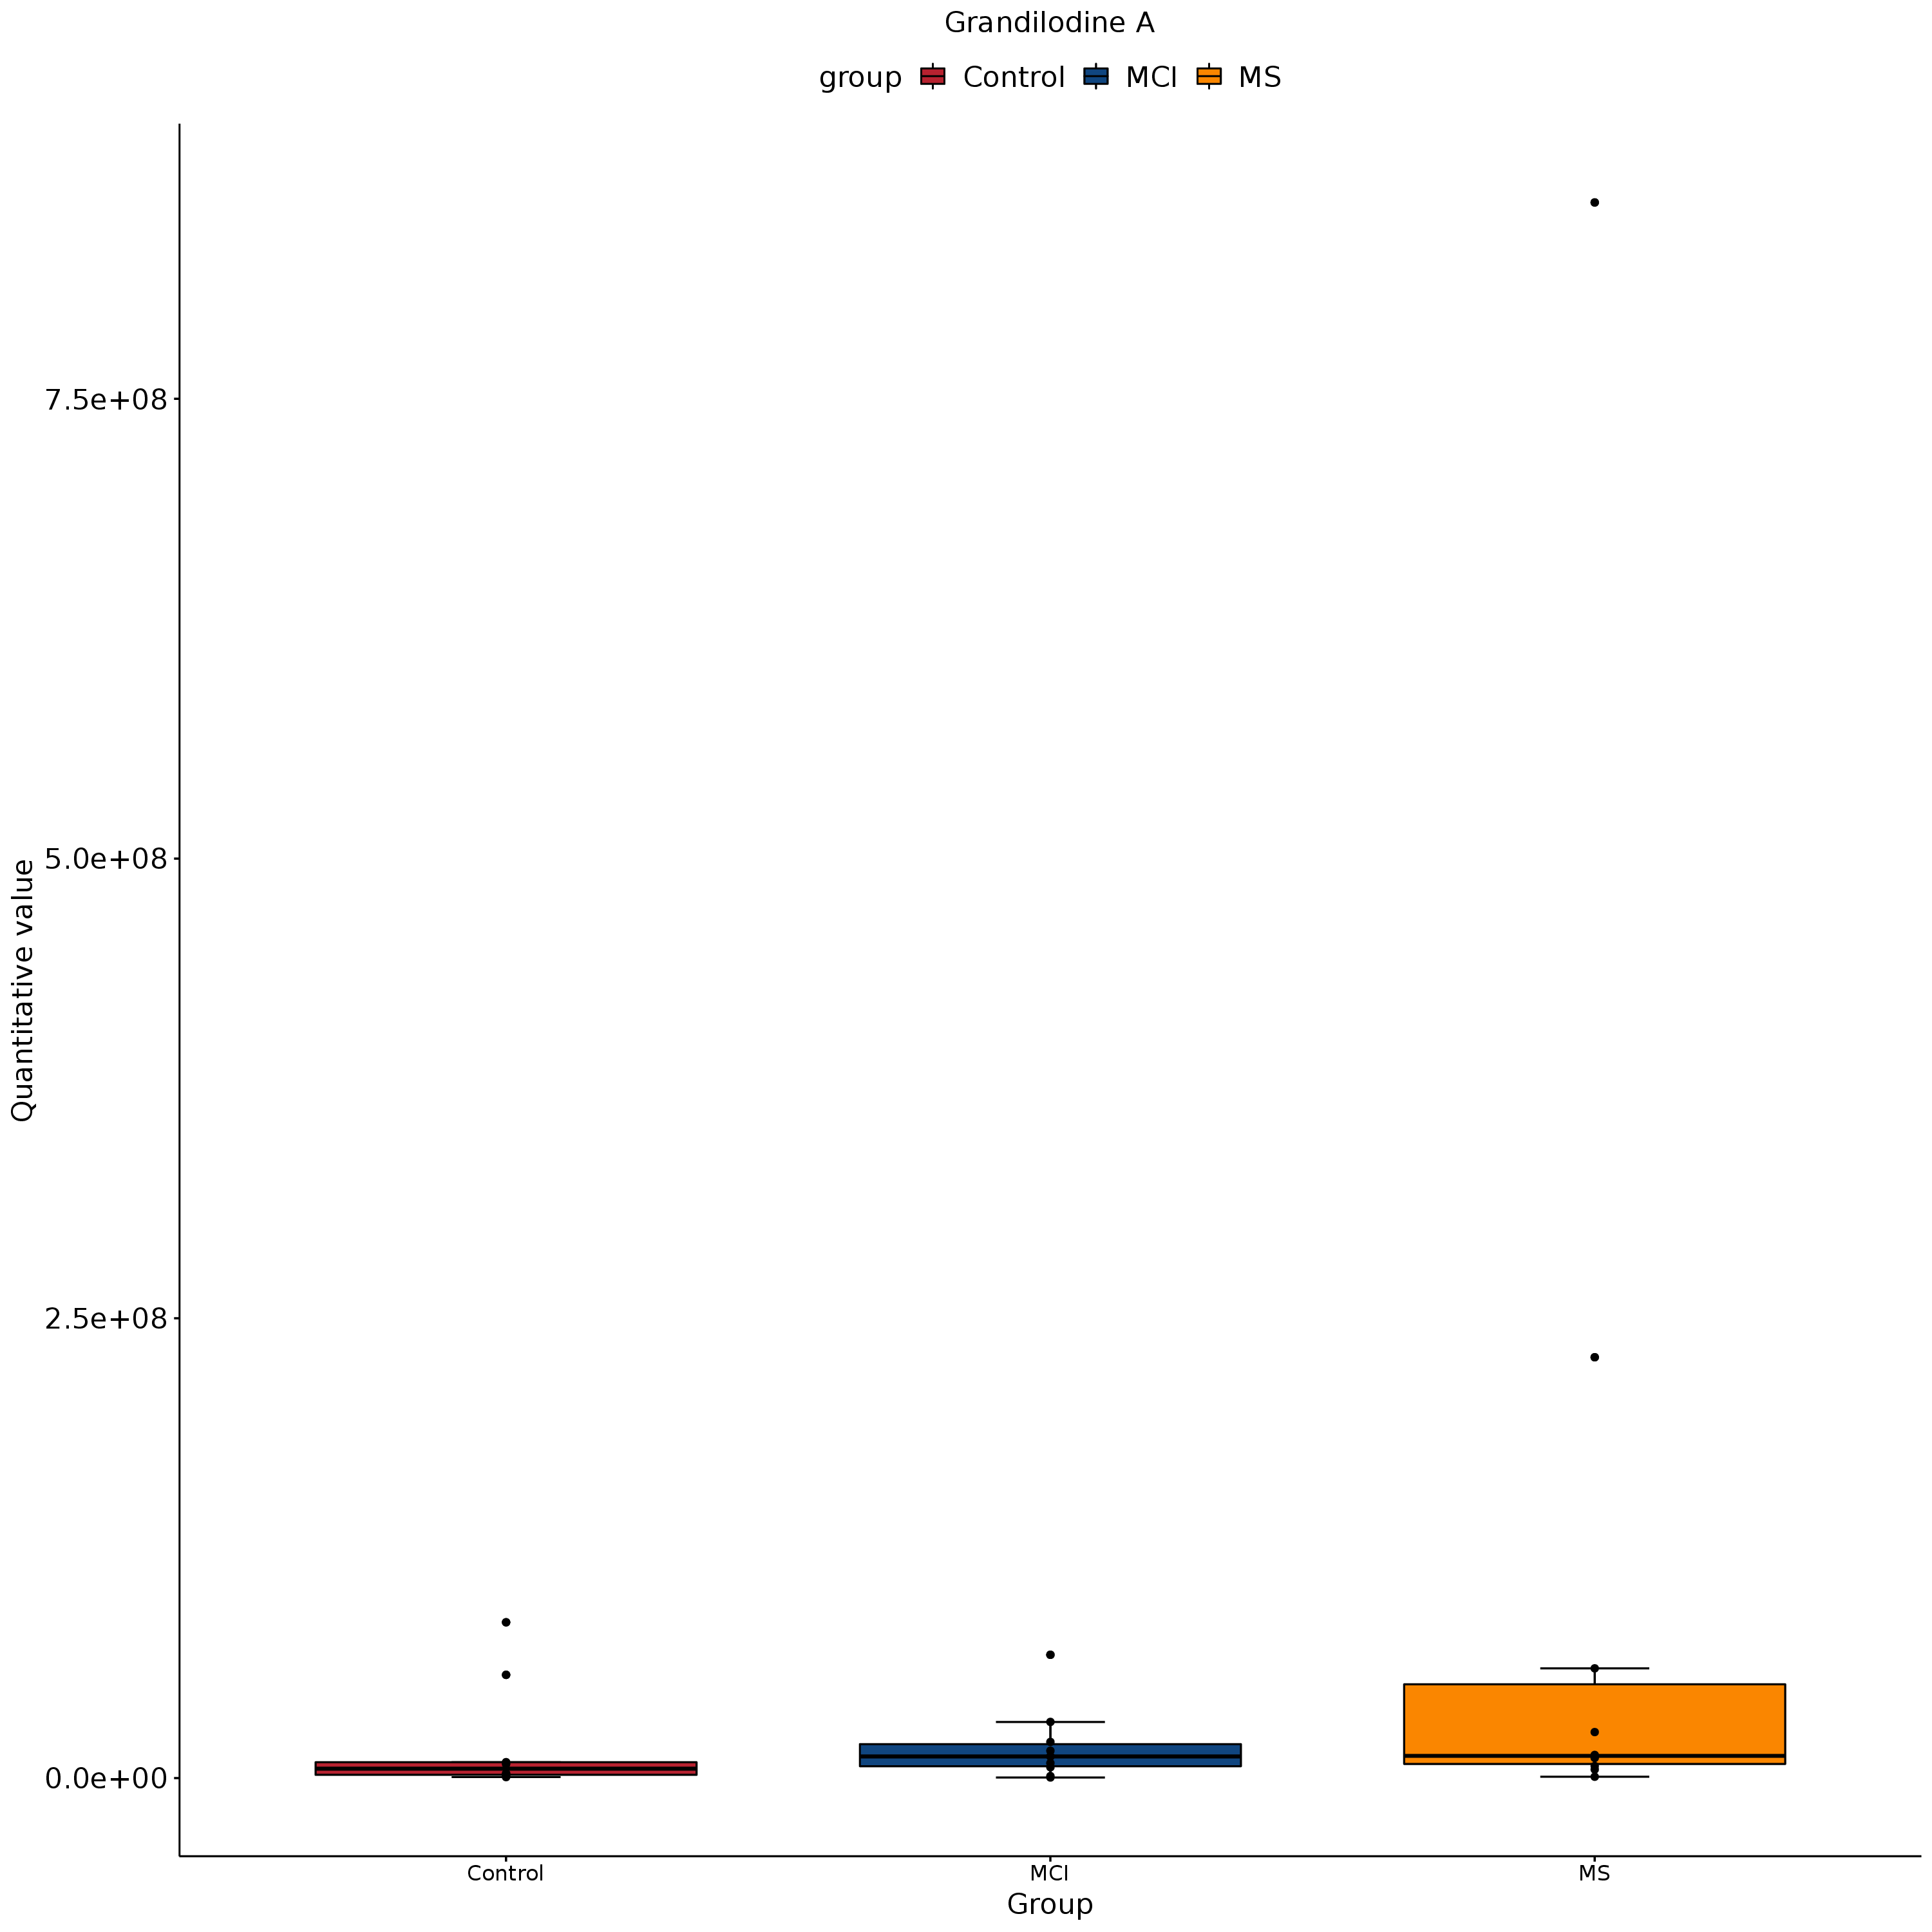 Grandilodine A
group Control MCI MS
7.5e+08
5.0e+08
2.5e+08
0.0e+00
Quantitative value
Control MCI MS
Group